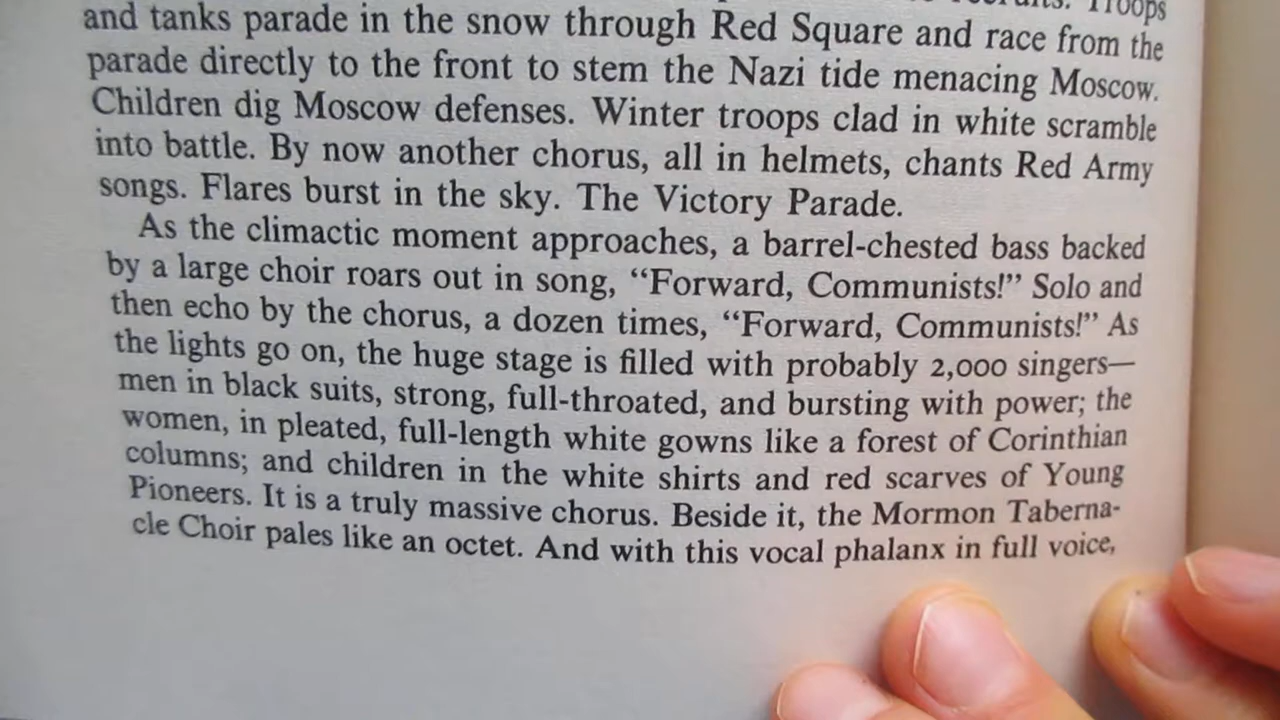 Troops
and tanks parade in the snow through Red Square and race from the
parade directly to the front to stem the Nazi tide menacing Moscow.
Children dig Moscow defenses. Winter troops clad in white scramble
into battle. By now another chorus, all in helmets, chants Red Army
songs. Flares burst in the sky. The Victory Parade.
As the climactic moment approaches, a barrel-chested bass backed
by a large choir roars out in song, “Forward, Communists!” Solo and
then echo by the chorus, a dozen times, “Forward, Communists!” As
the lights go on, the huge stage is filled with probably 2,000 singers—
men in black suits, strong, full-throated, and bursting with power; the
women, in pleated, full-length white gowns like a forest of Corinthian
columns; and children in the white shirts and red scarves of Young
Pioneers. It is a truly massive chorus. Beside it, the Mormon Taberna-
cle Choir pales like an octet. And with this vocal phalanx in full voice,